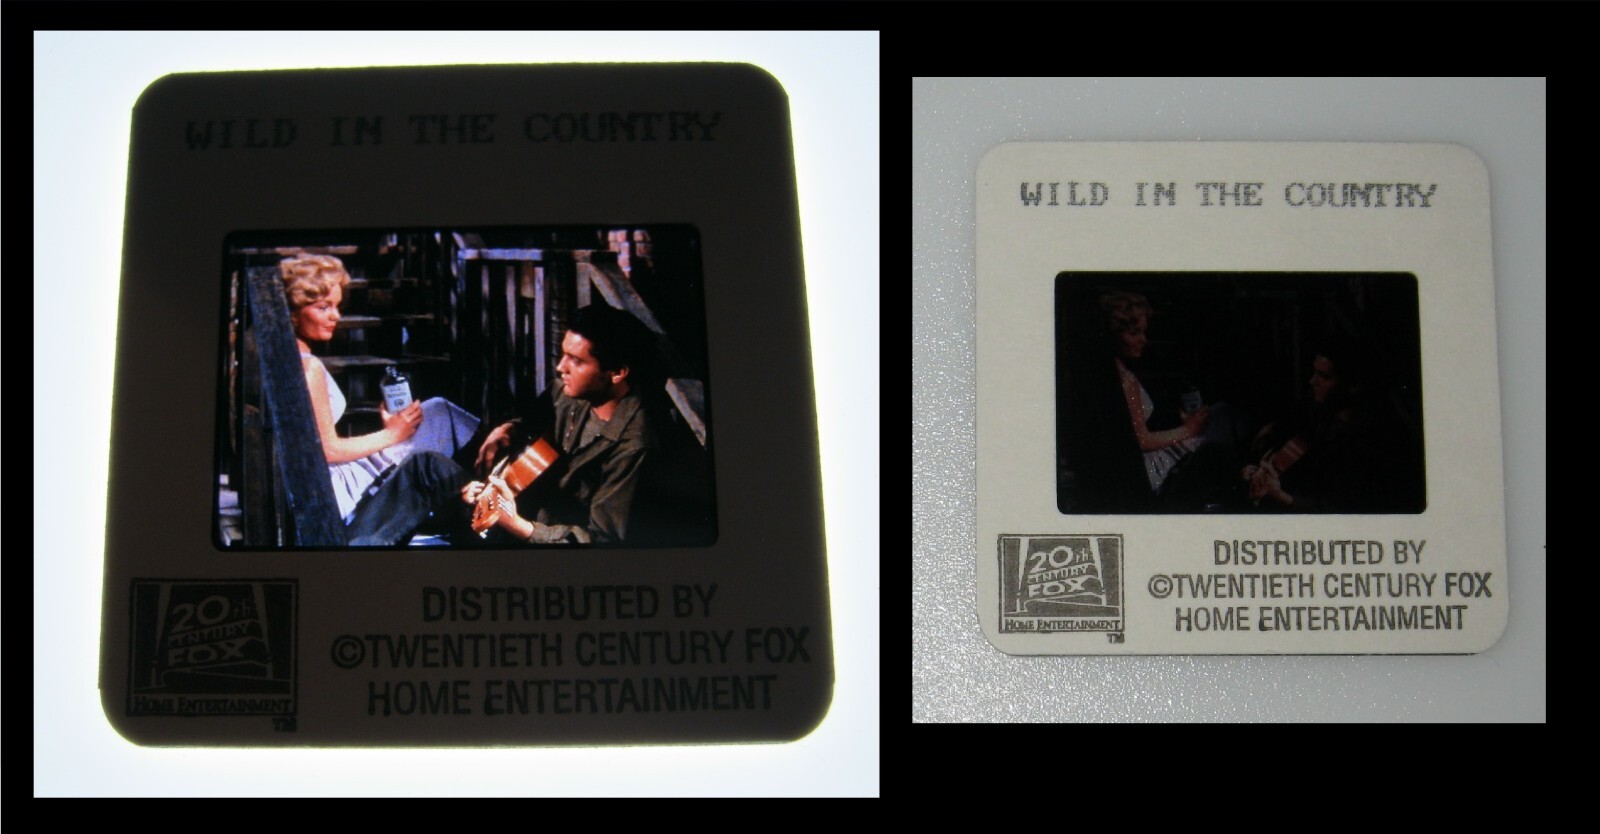 WILD IN THE COUNTRY
20th
CENTURY
FOX
HOME ENTERTAINMENT
TM
DISTRIBUTED BY
©TWENTIETH CENTURY FOX
HOME ENTERTAINMENT
WILD IN THE COUNTRY
20th
CENTURY
FOX
HOME ENTERTAINMENT
TM
DISTRIBUTED BY
©TWENTIETH CENTURY FOX
HOME ENTERTAINMENT